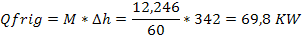 Qfrig = M * Δh = 12,246 / 60 * 342 = 69,8 KW